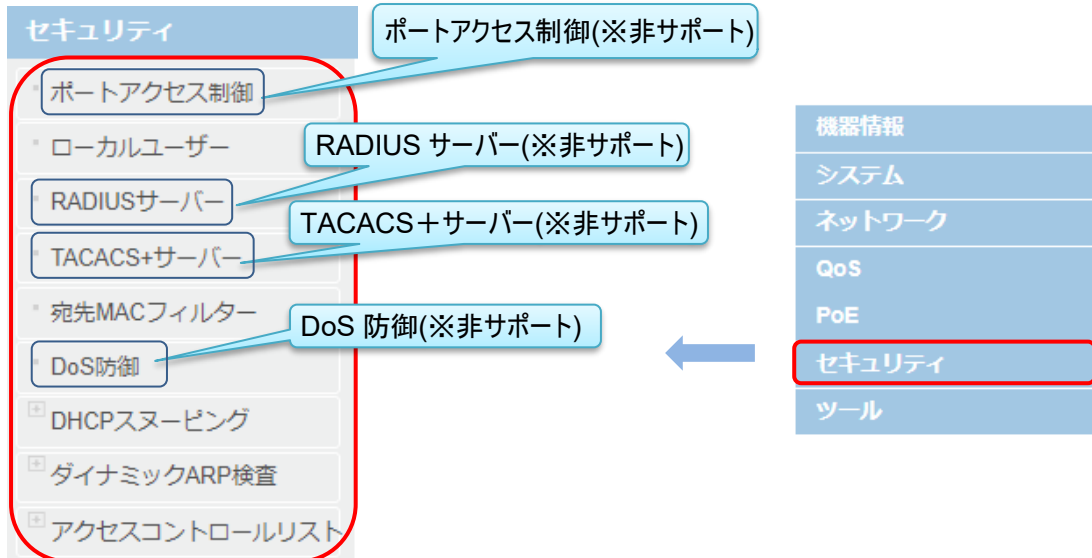 セキュリティ
ポートアクセス制御(※非サポート)
ポートアクセス制御
ローカルユーザー
RADIUS サーバー(※非サポート)
RADIUSサーバー
TACACS+サーバー(※非サポート)
TACACS+サーバー
宛先MACフィルター
DoS 防御(※非サポート)
DoS防御
DHCPスヌーピング
ダイナミックARP検査
アクセスコントロールリスト
機器情報
システム
ネットワーク
QoS
PoE
セキュリティ
ツール